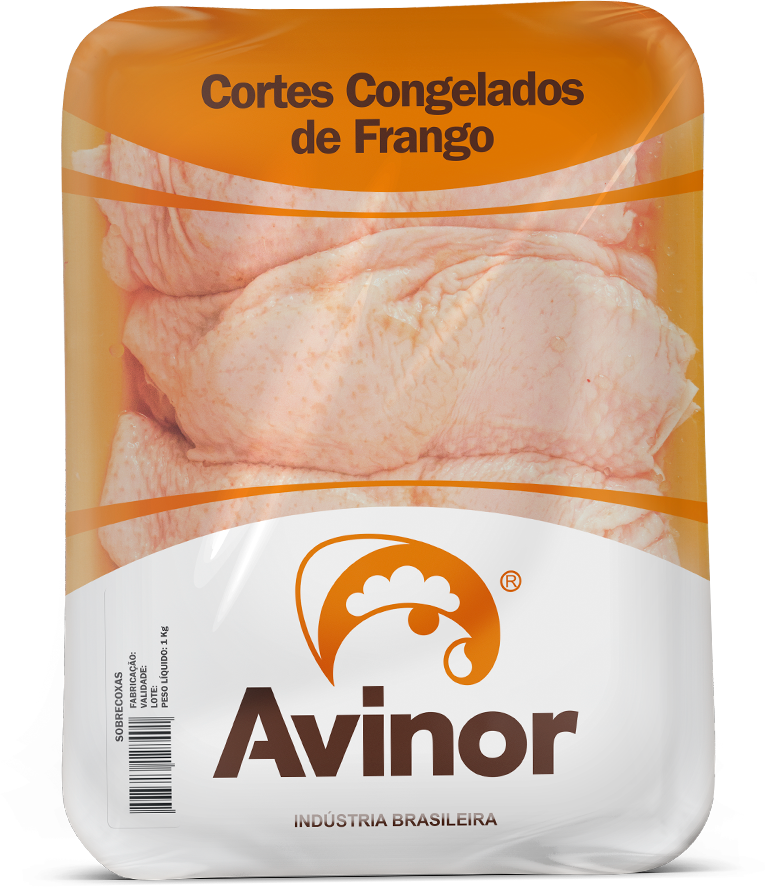 Cortes Congelados
de Frango
®
Avinor
INDÚSTRIA BRASILEIRA
SOBRECOXAS
FABRICAÇÃO:
VALIDADE:
LOTE:
PESO LÍQUIDO: 1 Kg